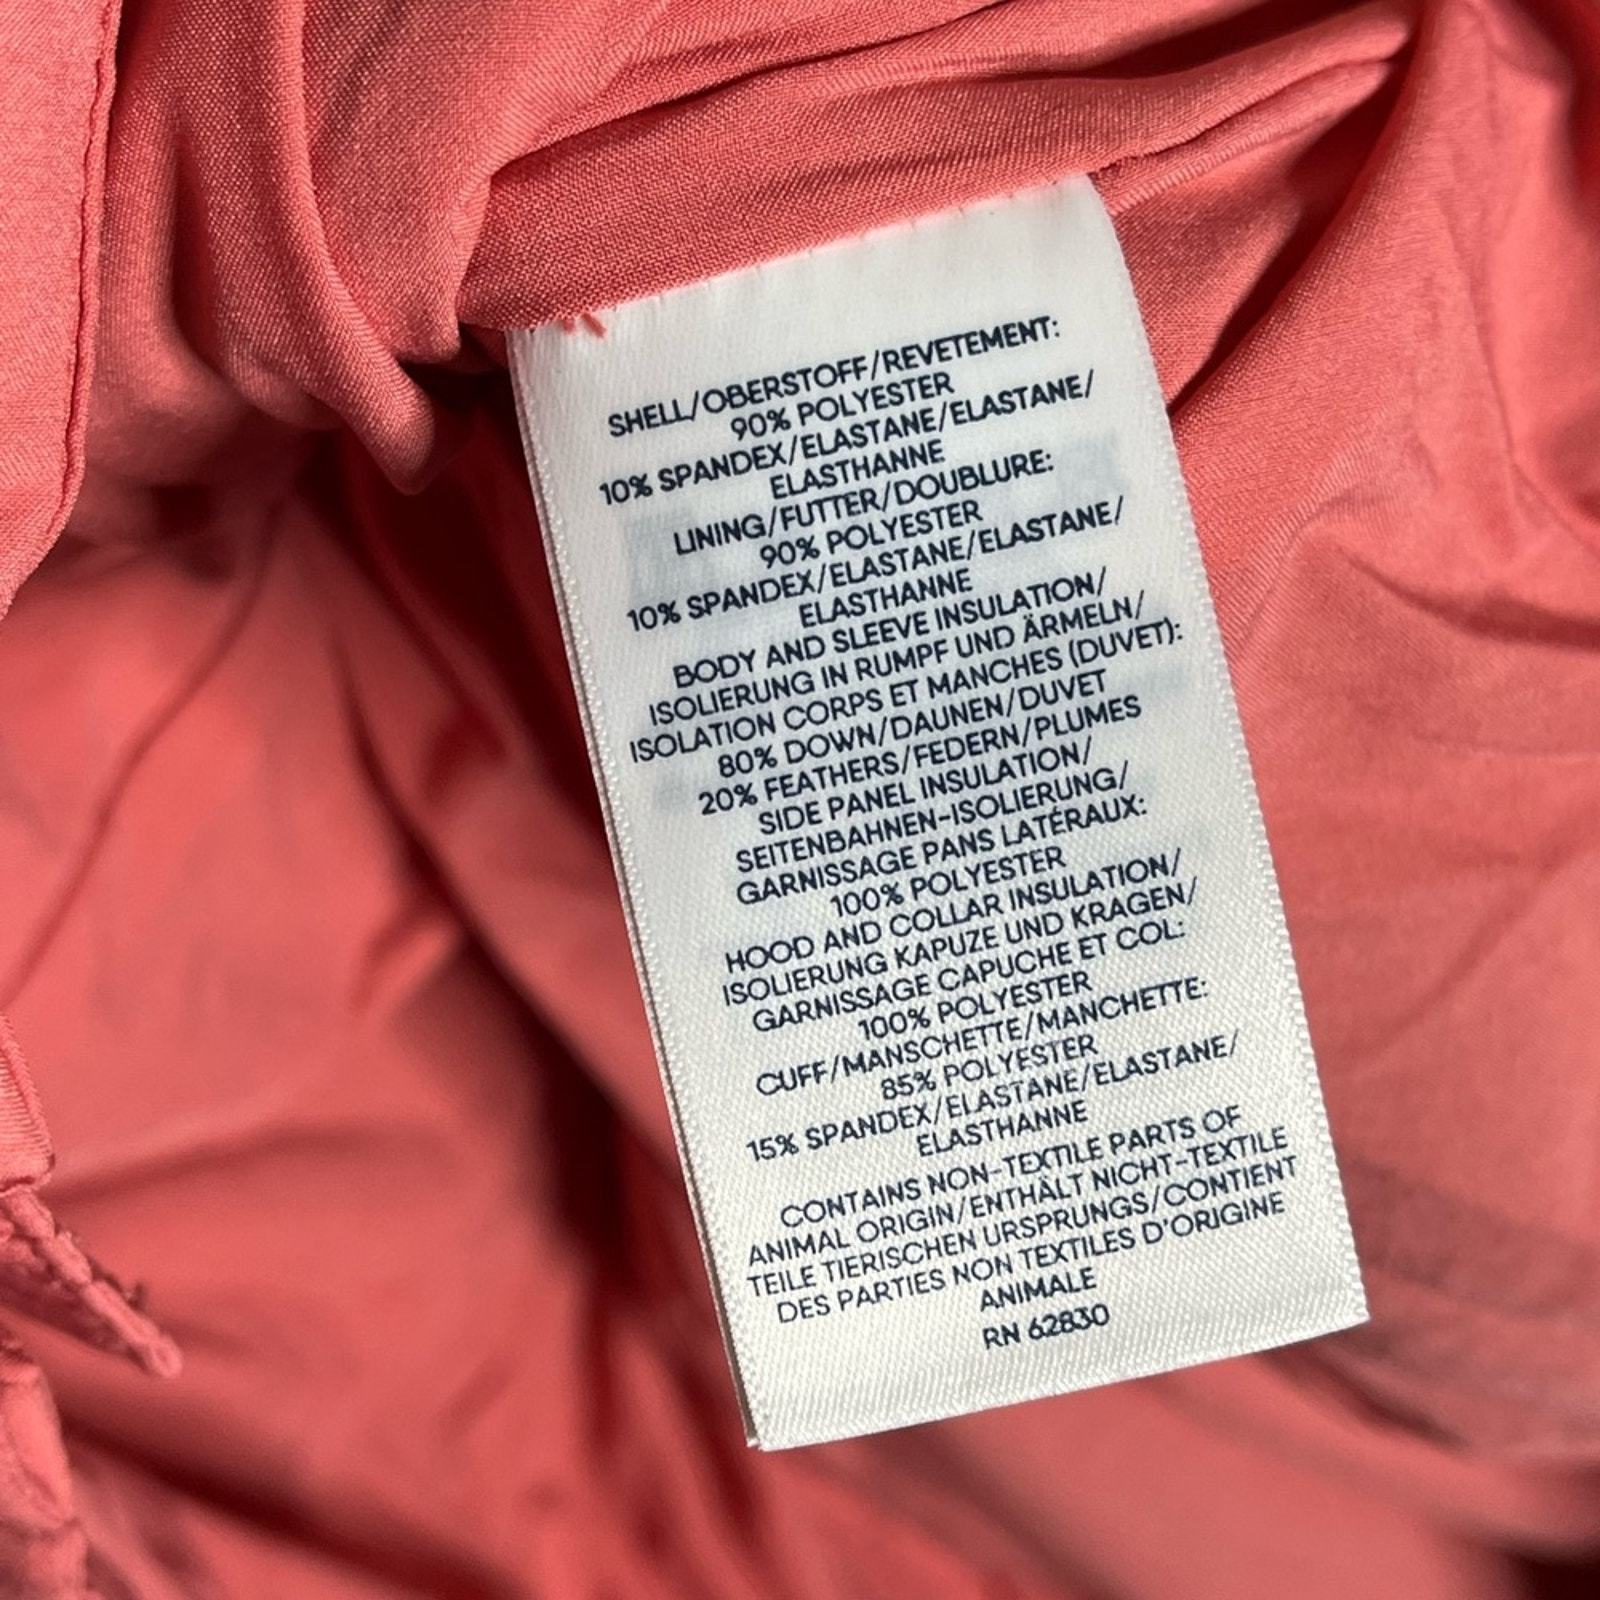 SHELL/OBERSTOFF/REVETEMENT:
90% POLYESTER
10% SPANDEX/ELASTANE/ELASTANE/
ELASTHANNE
LINING/FUTTER/DOUBLURE:
90% POLYESTER
10% SPANDEX/ELASTANE/ELASTANE/
ELASTHANNE
BODY AND SLEEVE INSULATION/
ISOLIERUNG IN RUMPF UND ÄRMELN/
ISOLATION CORPS ET MANCHES (DUVET):
80% DOWN/DAUNEN/DUVET
20% FEATHERS/FEDERN/PLUMES
SIDE PANEL INSULATION/
SEITENBAHNEN-ISOLIERUNG/
GARNISSAGE PANS LATÉRAUX:
100% POLYESTER
HOOD AND COLLAR INSULATION/
ISOLIERUNG KAPUZE UND KRAGEN/
GARNISSAGE CAPUCHE ET COL:
100% POLYESTER
CUFF/MANSCHETTE/MANCHETTE:
85% POLYESTER
15% SPANDEX/ELASTANE/ELASTANE/
ELASTHANNE
CONTAINS NON-TEXTILE PARTS OF
ANIMAL ORIGIN/ENTHÄLT NICHT-TEXTILE
TEILE TIERISCHEN URSPRUNGS/CONTIENT
DES PARTIES NON TEXTILES D'ORIGINE
ANIMALE
RN 62830